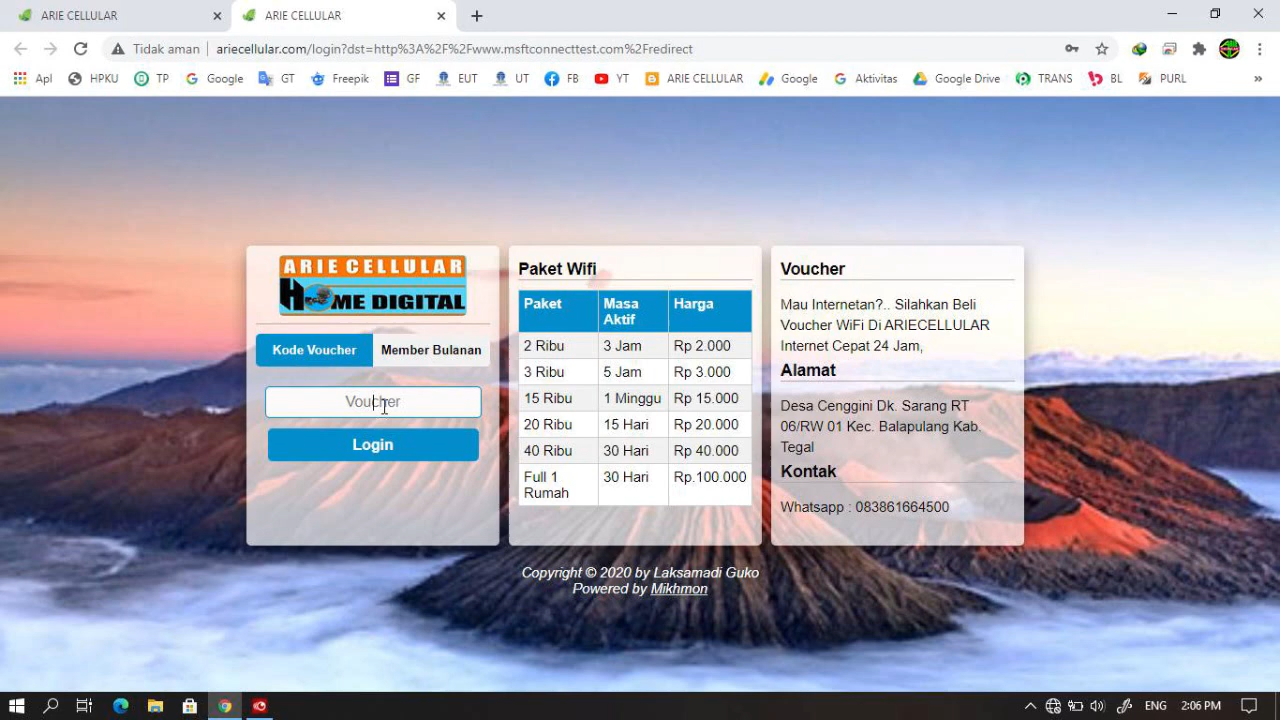 ARIE CELLULAR
ARIE CELLULAR
Tidak aman
ariecellular.com/login?dst=http%3A%2F%2Fwww.msftconnecttest.com%2Fredirect
Apl HPKU TP Google GT Freepik GF EUT UT FB YT ARIE CELLULAR Google Aktivitas Google Drive TRANS BL PURL »
ARIE CELLULAR
HOME DIGITAL
Kode Voucher Member Bulanan
Voucher
Login
Paket Wifi
Paket Masa Aktif Harga
2 Ribu 3 Jam Rp 2.000
3 Ribu 5 Jam Rp 3.000
15 Ribu 1 Minggu Rp 15.000
20 Ribu 15 Hari Rp 20.000
40 Ribu 30 Hari Rp 40.000
Full 1 Rumah 30 Hari Rp.100.000
Voucher
Mau Internetan?.. Silahkan Beli
Voucher WiFi Di ARIECELLULAR
Internet Cepat 24 Jam,
Alamat
Desa Cenggini Dk. Sarang RT
06/RW 01 Kec. Balapulang Kab.
Tegal
Kontak
Whatsapp : 083861664500
Copyright © 2020 by Laksamadi Guko
Powered by Mikhmon
ENG 2:06 PM